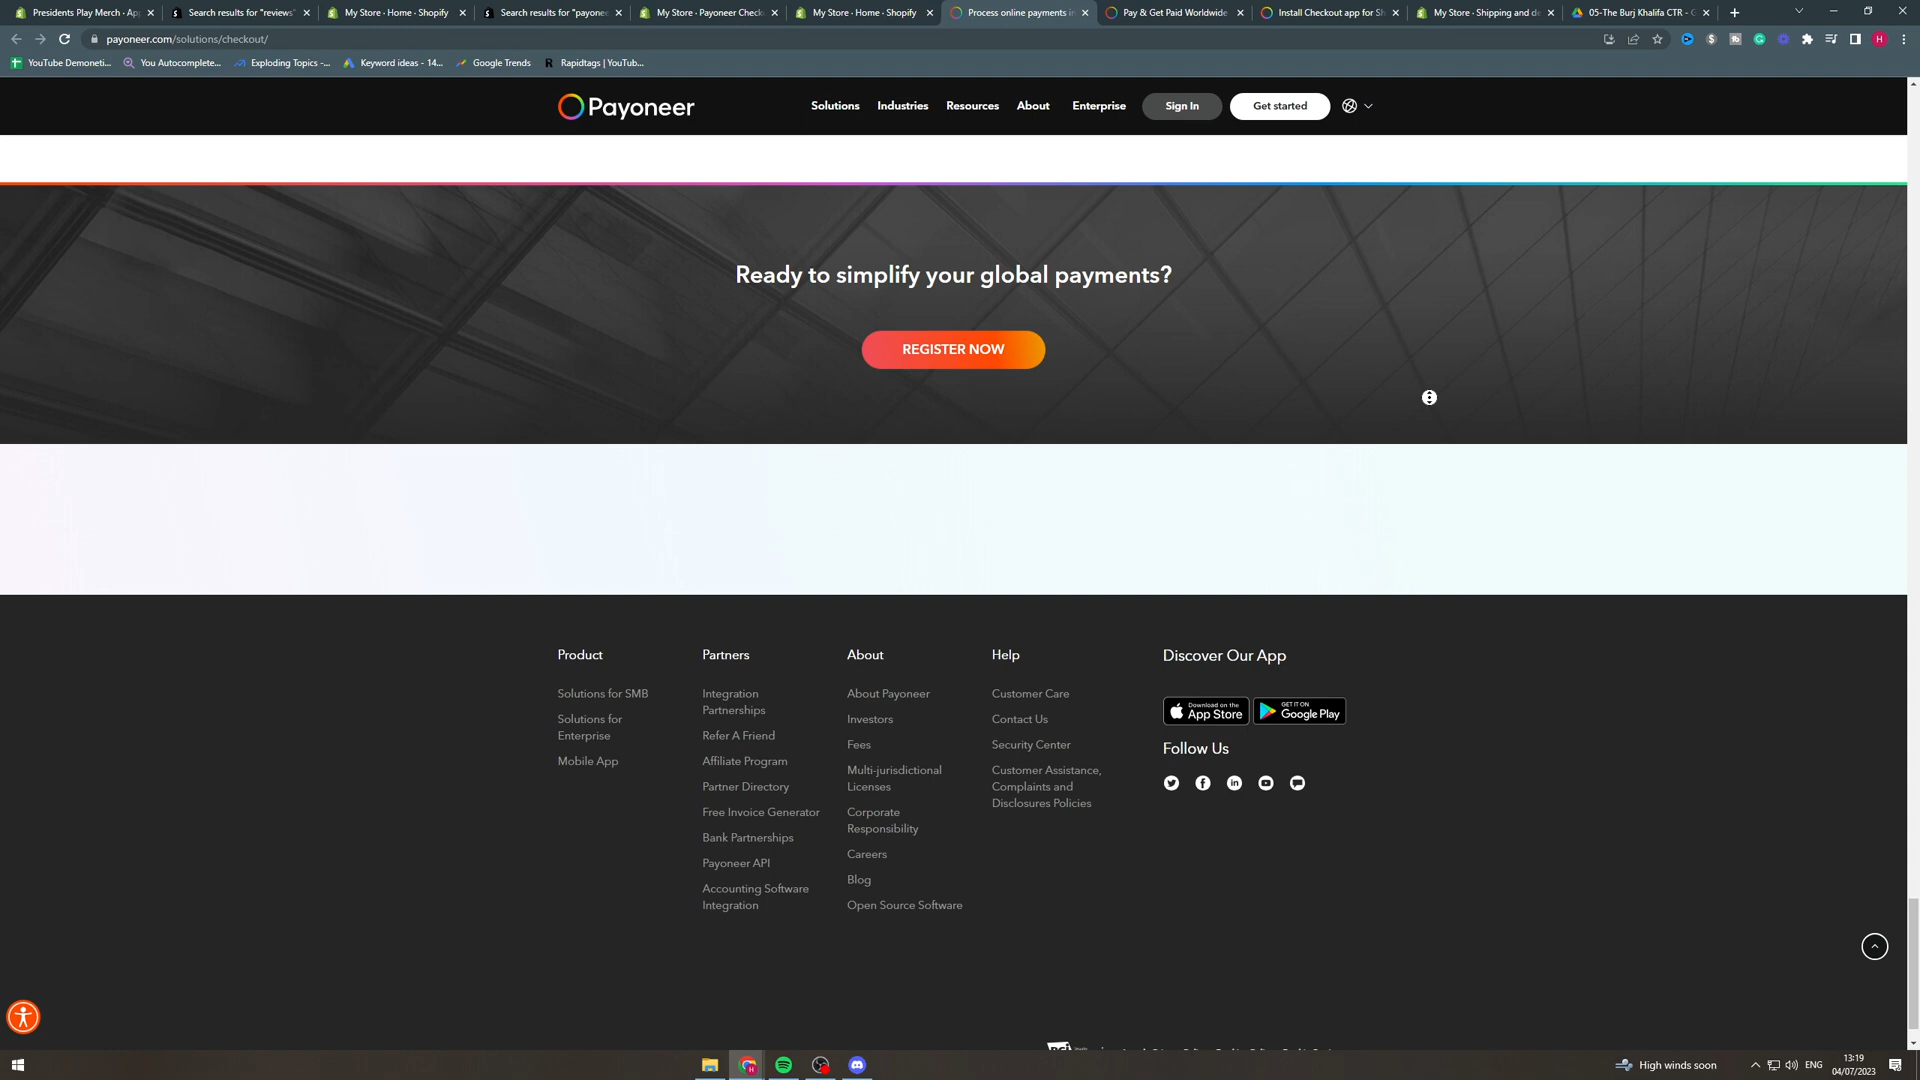 Presidents Play Merch · Ap
Search results for "reviews"
My Store · Home · Shopify
Search results for "payonee
My Store · Payoneer Check
My Store · Home · Shopify
Process online payments i
Pay & Get Paid Worldwide
Install Checkout app for Sh
My Store · Shipping and de
05-The Burj Khalifa CTR - G
payoneer.com/solutions/checkout/
YouTube Demoneti...
You Autocomplete...
Exploding Topics -...
Keyword ideas - 14...
Google Trends
Rapidtags | YouTub...
Payoneer
Solutions
Industries
Resources
About
Enterprise
Sign In
Get started
Ready to simplify your global payments?
REGISTER NOW
Product
Solutions for SMB
Solutions for
Enterprise
Mobile App
Partners
Integration
Partnerships
Refer A Friend
Affiliate Program
Partner Directory
Free Invoice Generator
Bank Partnerships
Payoneer API
Accounting Software
Integration
About
About Payoneer
Investors
Fees
Multi-jurisdictional
Licenses
Corporate
Responsibility
Careers
Blog
Open Source Software
Help
Customer Care
Contact Us
Security Center
Customer Assistance,
Complaints and
Disclosures Policies
Discover Our App
Download on the
App Store
GET IT ON
Google Play
Follow Us
High winds soon
ENG
13:19
04/07/2023